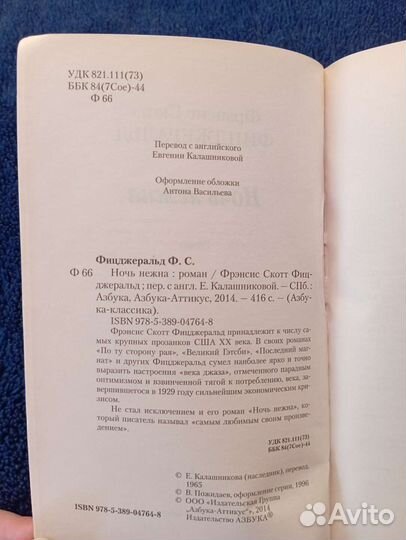 УДК 821.111(73)
ББК 84(7Сое)-44
Ф 66
Перевод с английского
Евгении Калашниковой
Оформление обложки
Антона Васильева
Фицджеральд Ф. С.
Ф 66 Ночь нежна : роман / Фрэнсис Скотт Фиц-
джеральд ; пер. с англ. Е. Калашниковой. — СПб. :
Азбука, Азбука-Аттикус, 2014. — 416 с. — (Азбу-
ка-классика).
ISBN 978-5-389-04764-8
Фрэнсис Скотт Фицджеральд принадлежит к числу
самых крупных прозаиков США XX века. В своих романах
«По ту сторону рая», «Великий Гэтсби», «Последний маг-
нат» и других Фицджеральд сумел наиболее ярко и точно
выразить настроения «века джаза», отмеченного парадным
оптимизмом и взвинченной тягой к потреблению, века, за-
вершившегося в 1929 году сильнейшим экономическим кри-
зисом.
Не стал исключением и его роман «Ночь нежна», кото-
рый писатель называл «самым любимым своим произве-
дением».
УДК 821.111(73)
ББК 84(7Сое)-44
© Е. Калашникова (наследник), перевод,
1965
© В. Пожидаев, оформление серии, 1996
© ООО «Издательская Группа
„Азбука-Аттикус“, 2014
Издательство АЗБУКА®
ISBN 978-5-389-04764-8
Avito